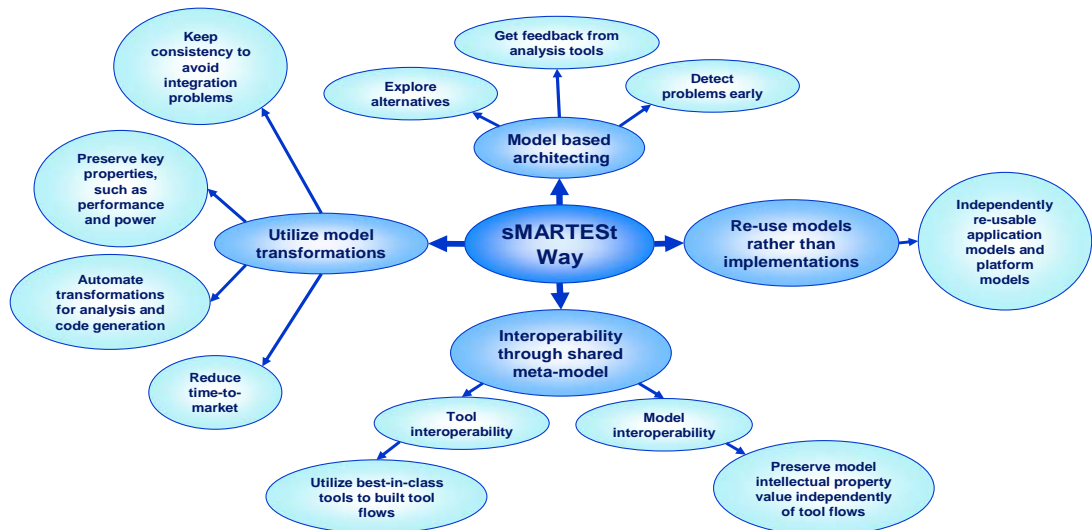 Keep
consistency to
avoid
integration
problems
Get feedback from
analysis tools
Explore
alternatives
Detect
problems early
Model based
architecting
Preserve key
properties,
such as
performance
and power
Utilize model
transformations
sMARTESt
Way
Re-use models
rather than
implementations
Independently
re-usable
application
models and
platform
models
Automate
transformations
for analysis and
code generation
Interoperability
through shared
meta-model
Reduce
time-to-
market
Tool
interoperability
Model
interoperability
Utilize best-in-class
tools to built tool
flows
Preserve model
intellectual property
value independently
of tool flows